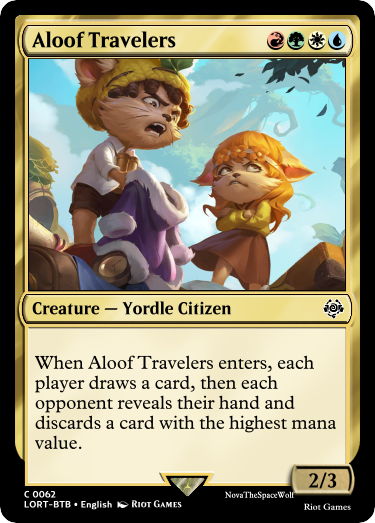 Aloof Travelers
Creature — Yordle Citizen
When Aloof Travelers enters, each
player draws a card, then each
opponent reveals their hand and
discards a card with the highest mana
value.
2/3
C 0062
LORT-BTB • English Riot Games
NovaTheSpaceWolf
Riot Games